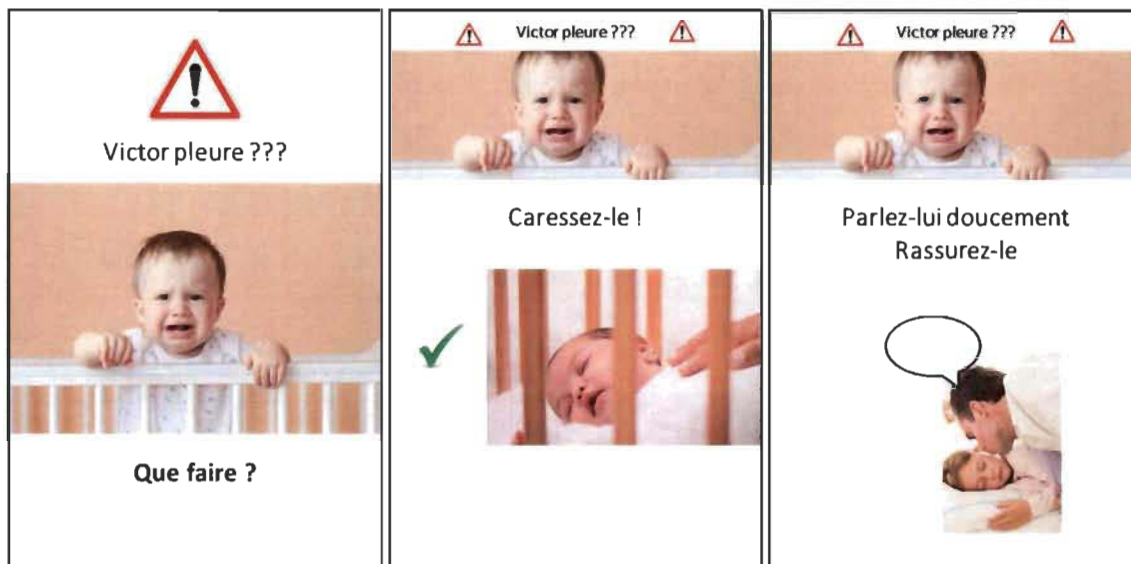 Victor pleure ???
Que faire ?
Victor pleure ???
Caressez-le !
Victor pleure ???
Parlez-lui doucement
Rassurez-le